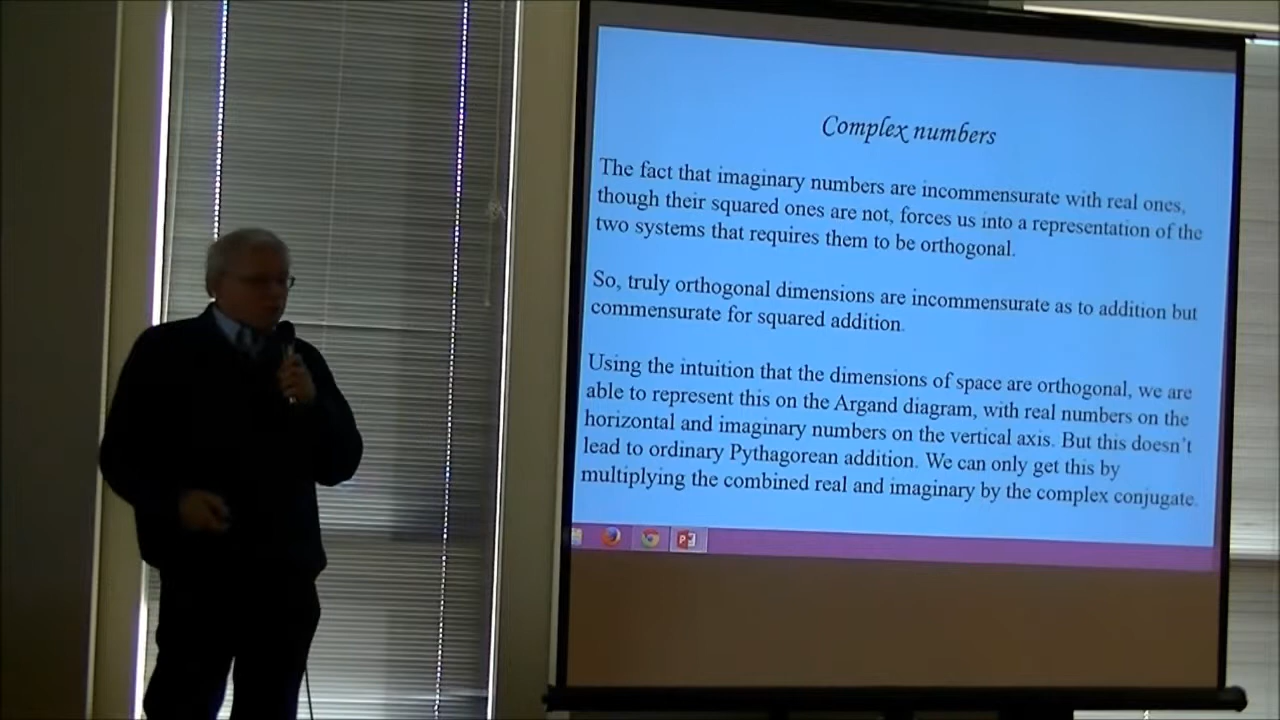 Complex numbers
The fact that imaginary numbers are incommensurate with real ones,
though their squared ones are not, forces us into a representation of the
two systems that requires them to be orthogonal.
So, truly orthogonal dimensions are incommensurate as to addition but
commensurate for squared addition.
Using the intuition that the dimensions of space are orthogonal, we are
able to represent this on the Argand diagram, with real numbers on the
horizontal and imaginary numbers on the vertical axis. But this doesn't
lead to ordinary Pythagorean addition. We can only get this by
multiplying the combined real and imaginary by the complex conjugate.
P